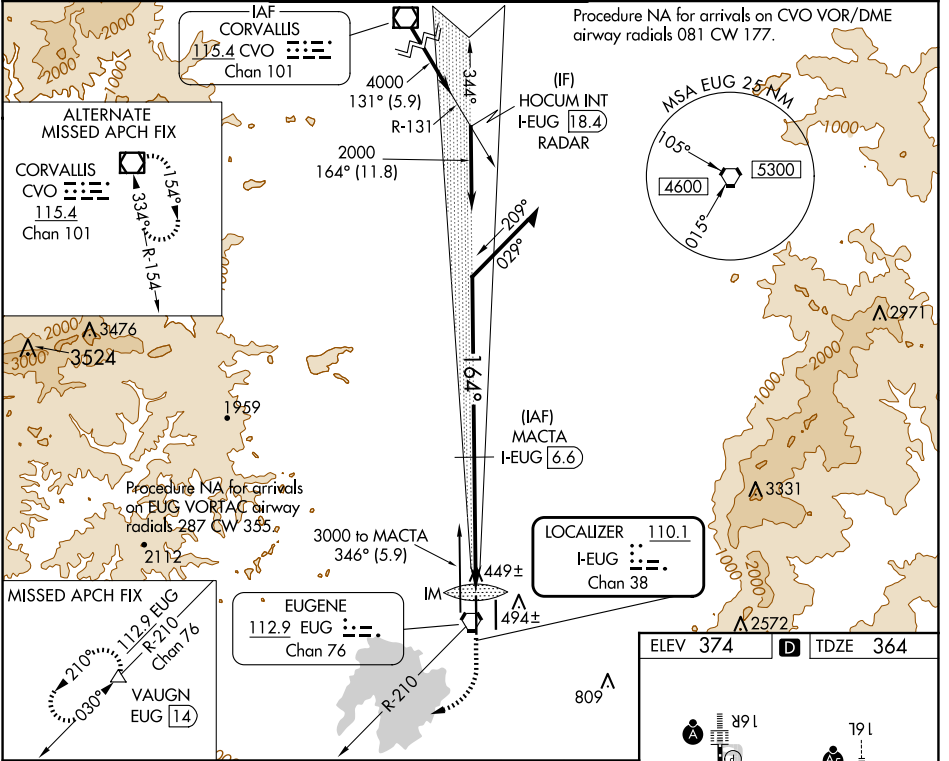 IAF
CORVALLIS
115.4 CVO
Chan 101
Procedure NA for arrivals on CVO VOR/DME
airway radials 081 CW 177.
2000
4000
131° (5.9)
R-131
344°
(IF)
HOCUM INT
I-EUG 18.4
RADAR
2000
164° (11.8)
MSA EUG 25 NM
105°
4600
5300
015°
1000
ALTERNATE
MISSED APCH FIX
CORVALLIS
CVO
115.4
Chan 101
154°
334°
R-154
209°
029°
2000
3476
3000
3524
164°
2971
2000
1000
1959
(IAF)
MACTA
I-EUG 6.6
Procedure NA for arrivals
on EUG VORTAC airway
radials 287 CW 355.
2112
3331
3000 to MACTA
346° (5.9)
LOCALIZER 110.1
I-EUG
Chan 38
449±
IM
494±
1000
2000
2572
MISSED APCH FIX
112.9 EUG
R-210
Chan 76
210°
030°
VAUGN
EUG 14
EUGENE
112.9 EUG
Chan 76
R-210
809
ELEV 374
D
TDZE 364
A
16R
16L